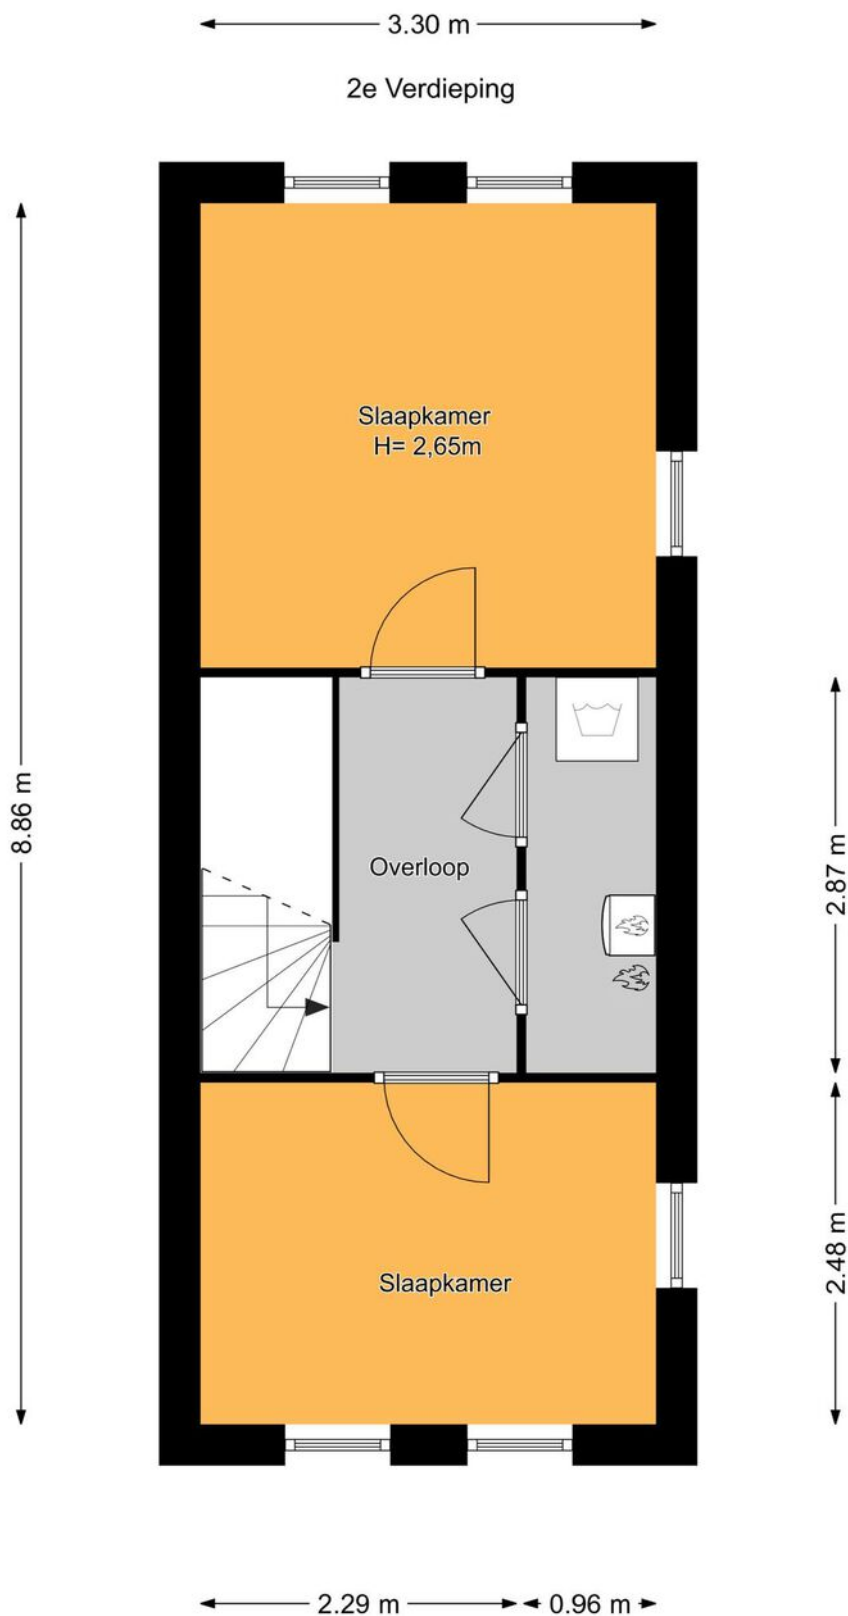 3.30 m
2e Verdieping
Slaapkamer
H= 2,65m
8.86 m
Overloop
2.87 m
Slaapkamer
2.48 m
2.29 m
0.96 m